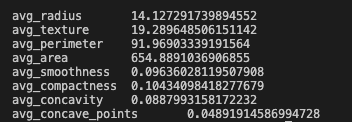 avg_radius 14.127291739894552
avg_texture 19.289648506151142
avg_perimeter 91.96903339191564
avg_area 654.8891036906855
avg_smoothness 0.09636028119507908
avg_compactness 0.10434098418277679
avg_concavity 0.0887993158172232
avg_concave_points 0.04891914586994728